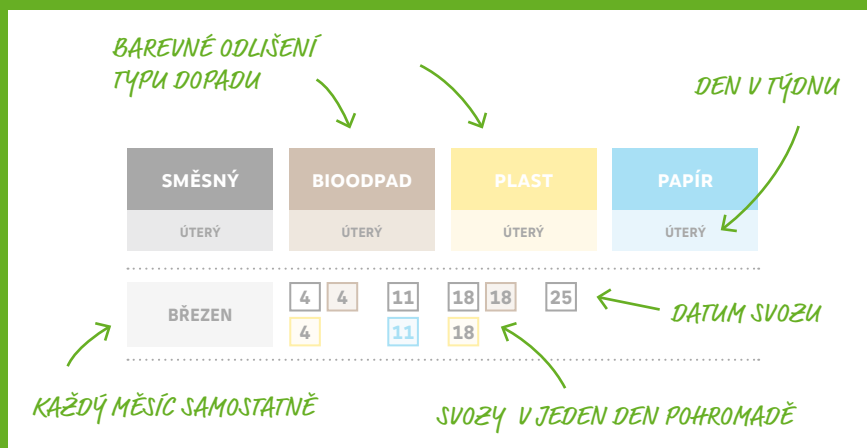 BAREVNÉ ODLIŠENÍ
TYPU DOPADU
DEN V TÝDNU
SMĚSNÝ BIOODPAD PLAST PAPÍR
ÚTERÝ ÚTERÝ ÚTERÝ ÚTERÝ
BŘEZEN
4 4 11 18 18 25
4 11 18
DATUM SVOZU
KAŽDÝ MĚSÍC SAMOSTATNĚ
SVOZY V JEDEN DEN POHROMADĚ